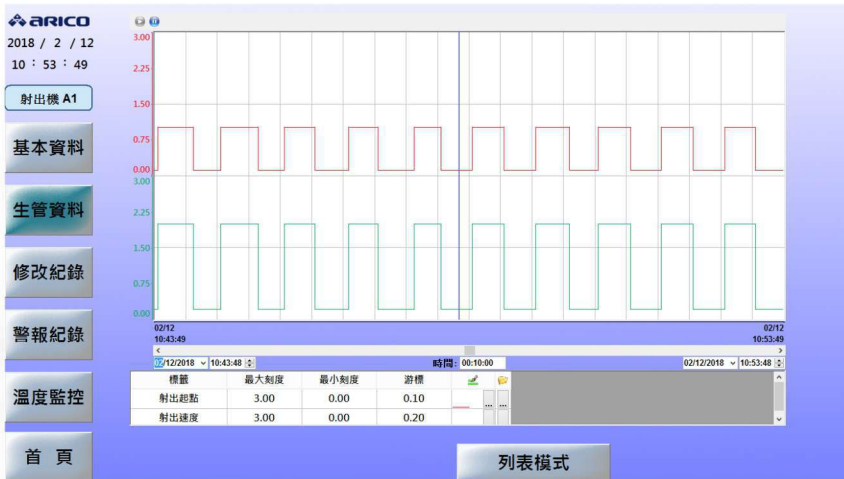 arico
2018 / 2 / 12
10 : 53 : 49
射出機 A1
基本資料
生管資料
修改紀錄
警報紀錄
溫度監控
首 頁
3.00
2.25
1.50
0.75
0.00
3.00
2.25
1.50
0.75
0.00
02/12
10:43:49
02/12
10:53:49
02/12/2018 10:43:48
時間: 00:10:00
02/12/2018 10:53:48
標籤 最大刻度 最小刻度 游標
射出起點 3.00 0.00 0.10 ... ...
射出速度 3.00 0.00 0.20
列表模式